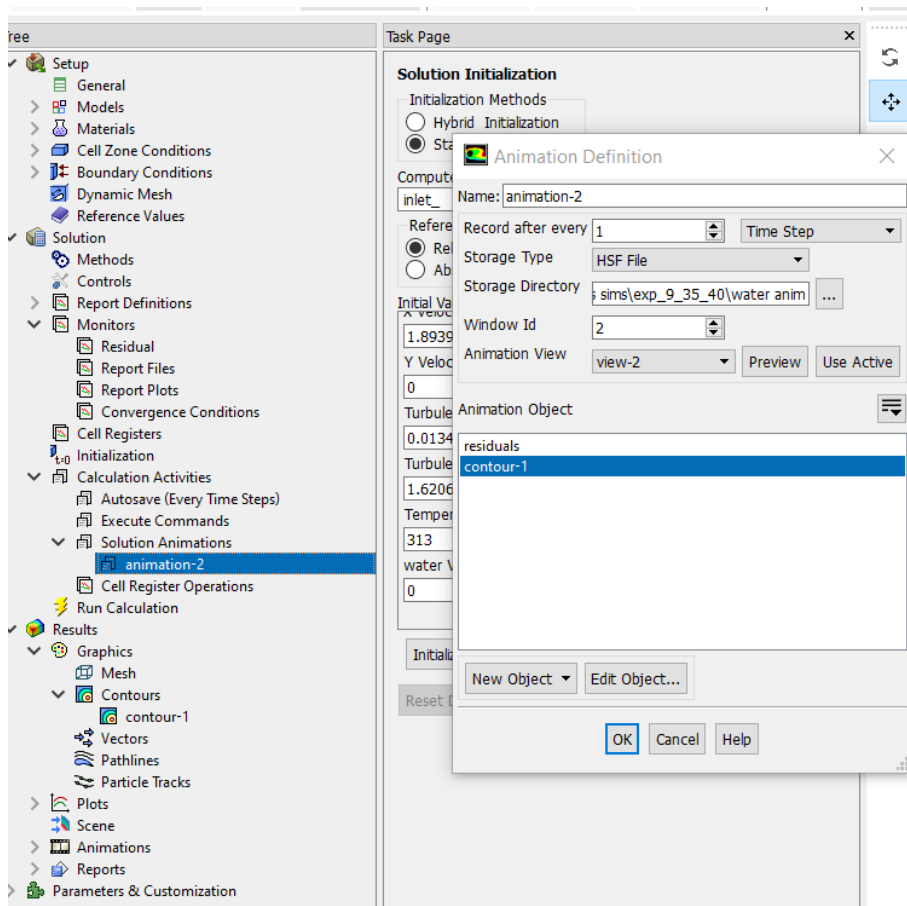 Tree
Setup
General
Models
Materials
Cell Zone Conditions
Boundary Conditions
Dynamic Mesh
Reference Values
Solution
Methods
Controls
Report Definitions
Monitors
Residual
Report Files
Report Plots
Convergence Conditions
Cell Registers
t=0 Initialization
Calculation Activities
Autosave (Every Time Steps)
Execute Commands
Solution Animations
animation-2
Cell Register Operations
Run Calculation
Results
Graphics
Mesh
Contours
contour-1
Vectors
Pathlines
Particle Tracks
Plots
Scene
Animations
Reports
Parameters & Customization
Task Page
Solution Initialization
Initialization Methods
Hybrid Initialization
Sta
Compute
inlet_
Refere
Rel
Ab
Initial Va
X Veloc
1.8939
Y Veloc
0
Turbule
0.0134
Turbule
1.6206
Temper
313
water V
0
Initializ
Reset D
Animation Definition
Name: animation-2
Record after every 1 Time Step
Storage Type HSF File
Storage Directory s sims\exp_9_35_40\water anim ...
Window Id 2
Animation View view-2 Preview Use Active
Animation Object
residuals
contour-1
New Object Edit Object...
OK Cancel Help